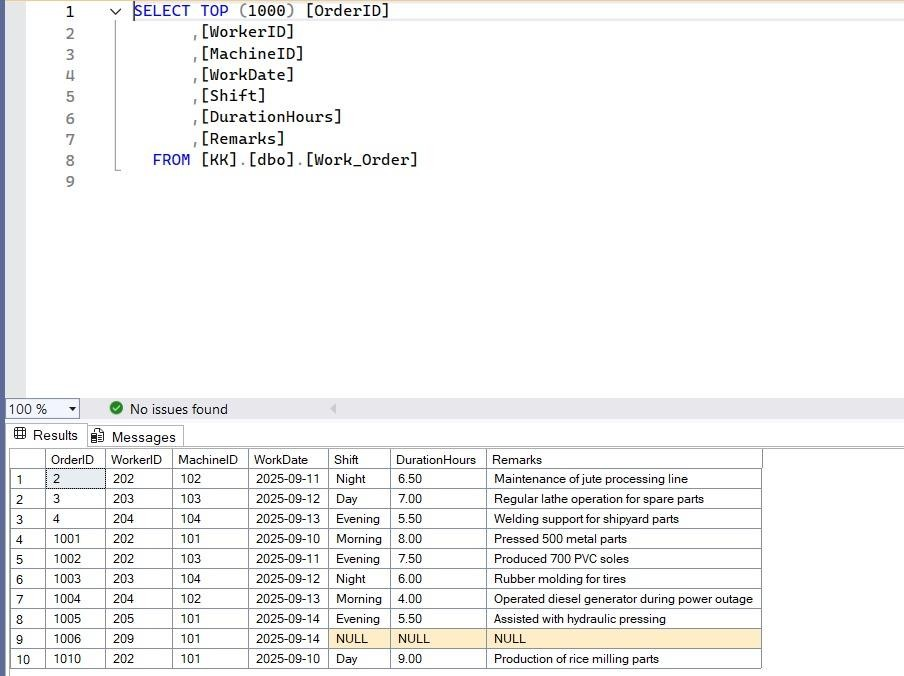 1 SELECT TOP (1000) [OrderID]
2 ,[WorkerID]
3 ,[MachineID]
4 ,[WorkDate]
5 ,[Shift]
6 ,[DurationHours]
7 ,[Remarks]
8 FROM [KK].[dbo].[Work_Order]
9
100 % No issues found
Results Messages
OrderID WorkerID MachineID WorkDate Shift DurationHours Remarks
1 2 202 102 2025-09-11 Night 6.50 Maintenance of jute processing line
2 3 203 103 2025-09-12 Day 7.00 Regular lathe operation for spare parts
3 4 204 104 2025-09-13 Evening 5.50 Welding support for shipyard parts
4 1001 202 101 2025-09-10 Morning 8.00 Pressed 500 metal parts
5 1002 202 103 2025-09-11 Evening 7.50 Produced 700 PVC soles
6 1003 203 104 2025-09-12 Night 6.00 Rubber molding for tires
7 1004 204 102 2025-09-13 Morning 4.00 Operated diesel generator during power outage
8 1005 205 101 2025-09-14 Evening 5.50 Assisted with hydraulic pressing
9 1006 209 101 2025-09-14 NULL NULL NULL
10 1010 202 101 2025-09-10 Day 9.00 Production of rice milling parts